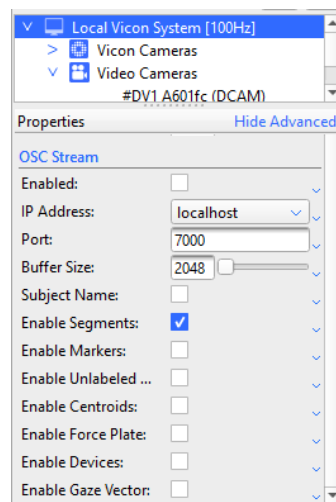 Local Vicon System [100Hz]
Vicon Cameras
Video Cameras
#DV1 A601fc (DCAM)
Properties Hide Advanced
OSC Stream
Enabled:
IP Address: localhost
Port: 7000
Buffer Size: 2048
Subject Name:
Enable Segments:
Enable Markers:
Enable Unlabeled ...
Enable Centroids:
Enable Force Plate:
Enable Devices:
Enable Gaze Vector: